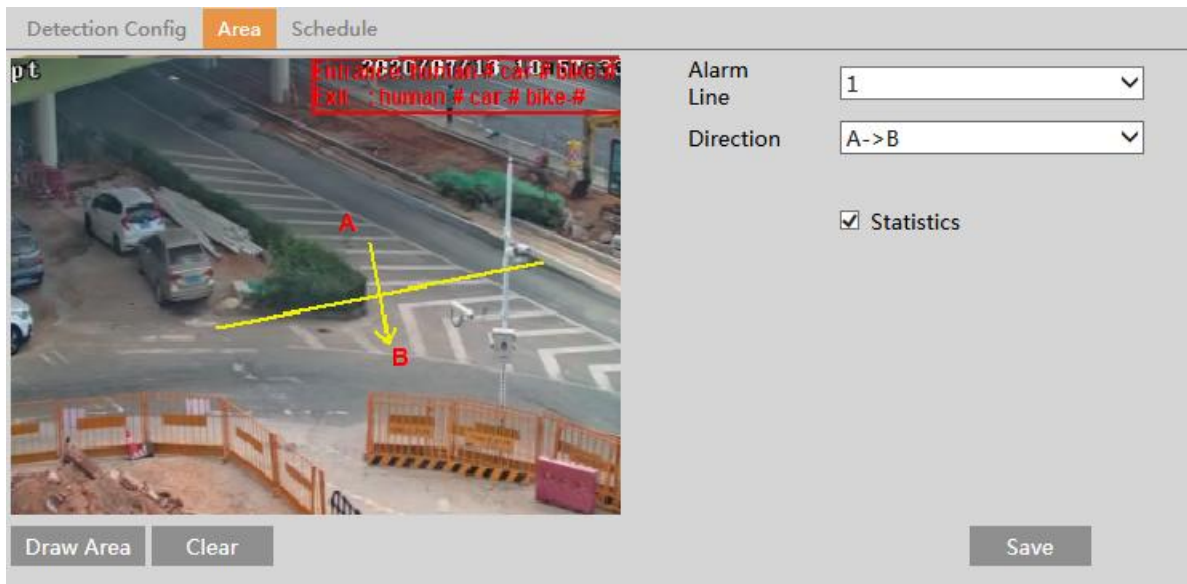 Detection Config Area Schedule
pt
Entrance: human # car # bike #
Exit : human # car # bike #
Alarm
Line
1
Direction
A->B
Statistics
A
B
Draw Area Clear Save